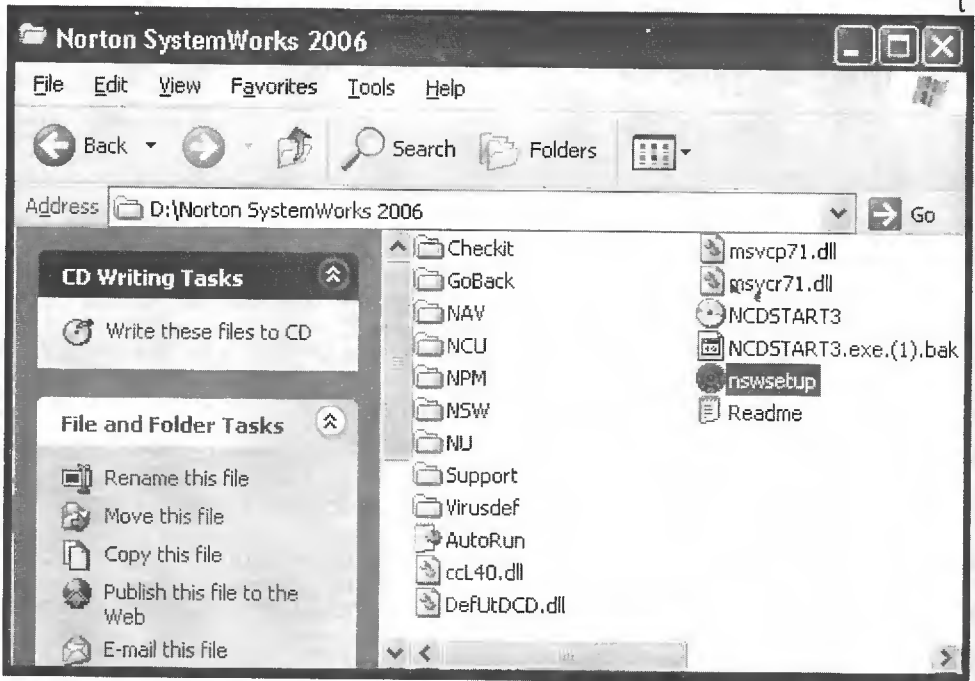 Norton SystemWorks 2006
File Edit View Favorites Tools Help
Back Search Folders
Address D:\Norton SystemWorks 2006 Go
CD Writing Tasks
Write these files to CD
File and Folder Tasks
Rename this file
Move this file
Copy this file
Publish this file to the
Web
E-mail this file
Checkit
GoBack
NAV
NCU
NPM
NSW
NU
Support
Virusdef
AutoRun
ccL40.dll
DefUtDCD.dll
msvcp71.dll
msvcr71.dll
NCDSTART3
NCDSTART3.exe.(1).bak
nswsetup
Readme